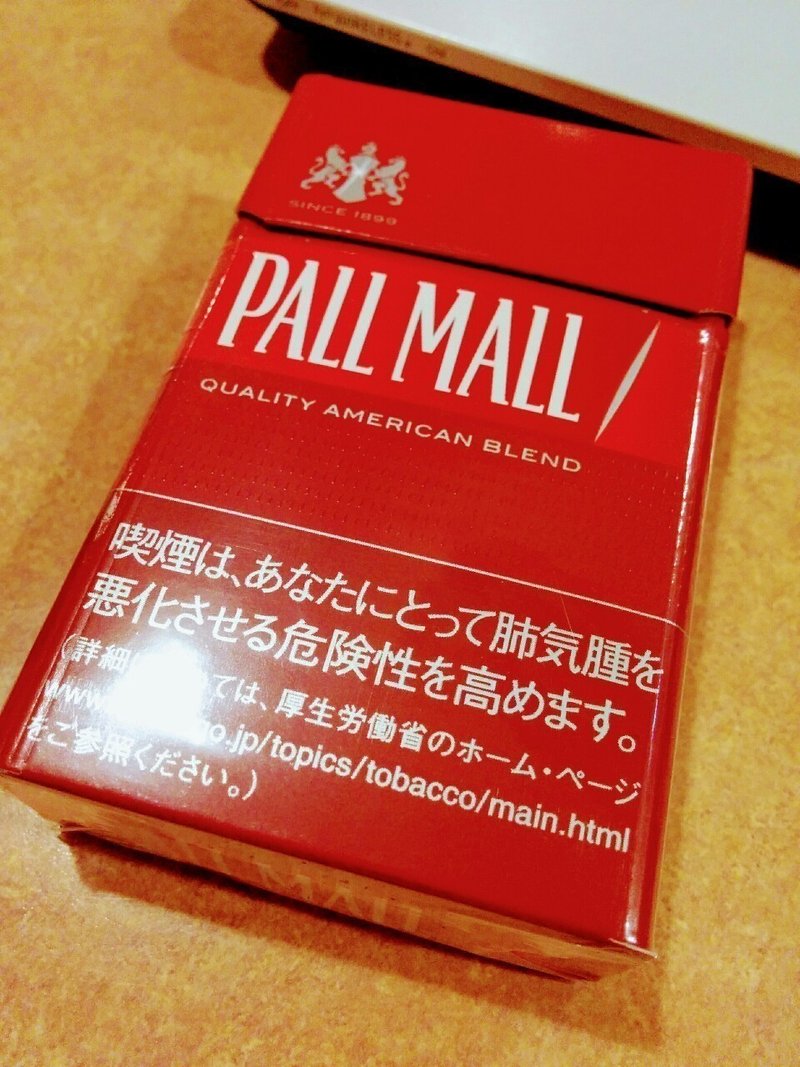 SINCE 1899
PALL MALL
QUALITY AMERICAN BLEND
喫煙は、あなたにとって肺気腫を
悪化させる危険性を高めます。
(詳細 ては、厚生労働省のホーム・ページ
www. go.jp/topics/tobacco/main.html
をご参照ください。)
PALL MALL